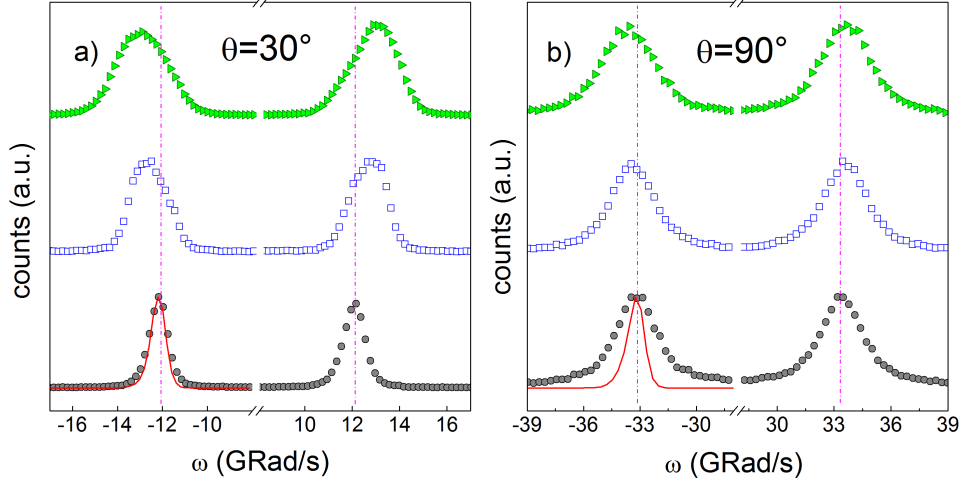 a)
θ=30°
b)
θ=90°
counts (a.u.)
counts (a.u.)
-16 -14 -12 -10 10 12 14 16
-39 -36 -33 -30 30 33 36 39
ω (GRad/s)
ω (GRad/s)